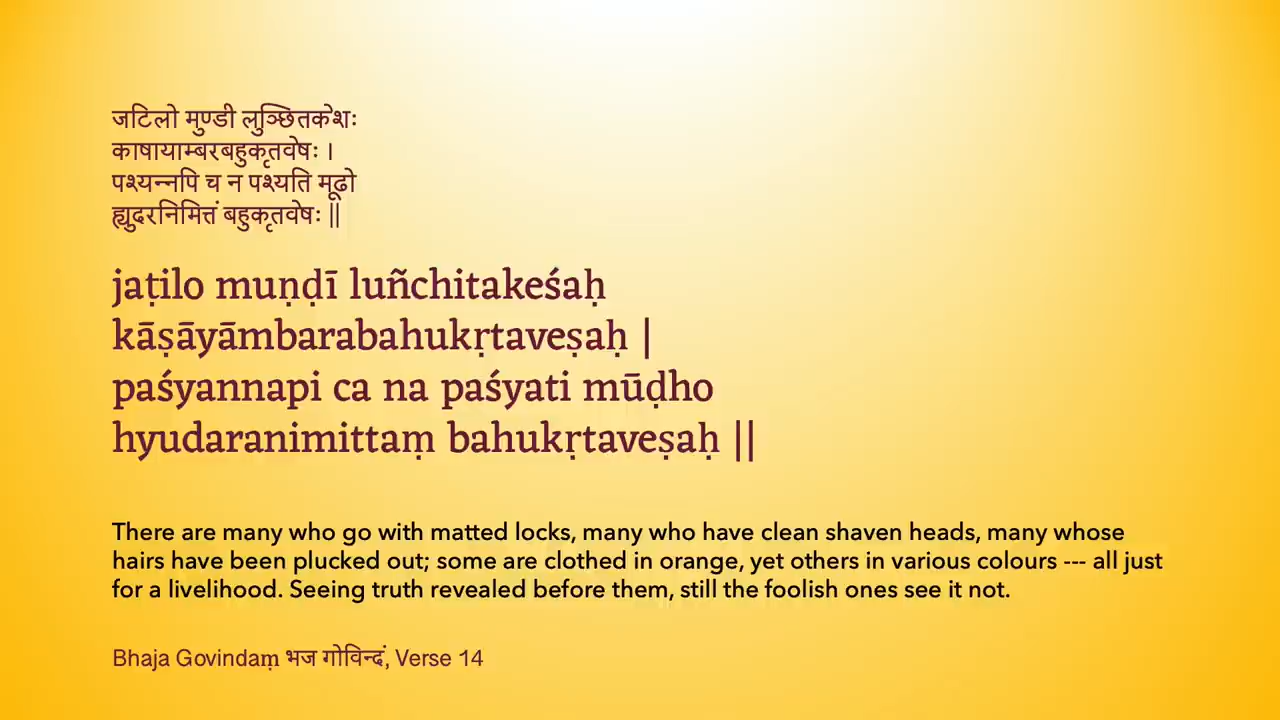 जटिलो मुण्डी लुञ्छितकेशः
काषायाम्बरबहुकृतवेषः ।
पश्यन्नपि च न पश्यति मूढो
ह्युदरनिमित्तं बहुकृतवेषः ||
jaṭilo muṇḍī luñchitakeśaḥ
kāṣāyāmbarabahukṛtaveṣaḥ |
paśyannapi ca na paśyati mūḍho
hyudaranimittaṃ bahukṛtaveṣaḥ ||
There are many who go with matted locks, many who have clean shaven heads, many whose
hairs have been plucked out; some are clothed in orange, yet others in various colours --- all just
for a livelihood. Seeing truth revealed before them, still the foolish ones see it not.
Bhaja Govindaṃ भज गोविन्दं, Verse 14